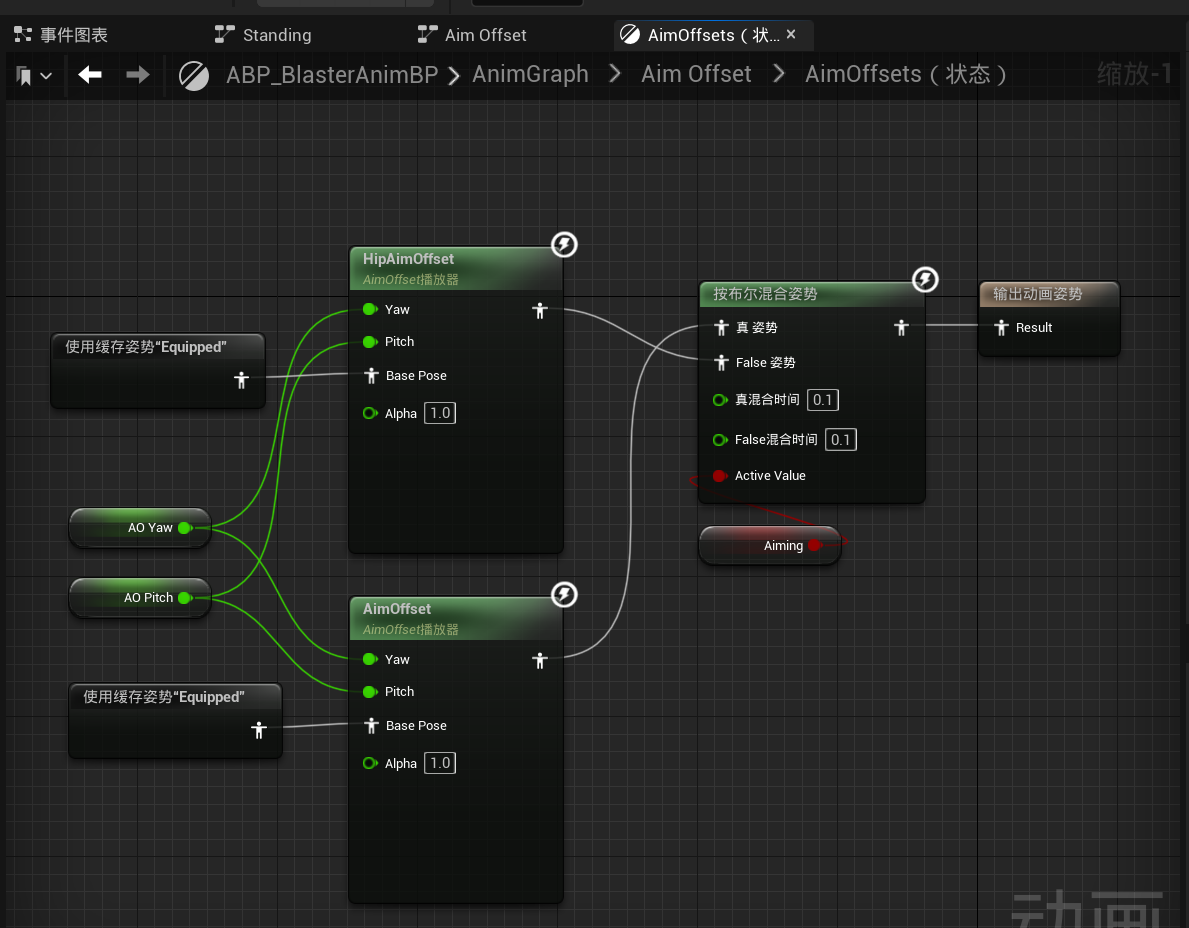 事件图表
Standing
Aim Offset
AimOffsets（状...
ABP_BlasterAnimBP
AnimGraph
Aim Offset
AimOffsets（状态）
缩放-1
HipAimOffset
AimOffset播放器
Yaw
Pitch
Base Pose
Alpha 1.0
使用缓存姿势“Equipped”
AO Yaw
AO Pitch
使用缓存姿势“Equipped”
AimOffset
AimOffset播放器
Yaw
Pitch
Base Pose
Alpha 1.0
按布尔混合姿势
真 姿势
False 姿势
真混合时间 0.1
False混合时间 0.1
Active Value
Aiming
输出动画姿势
Result
动画